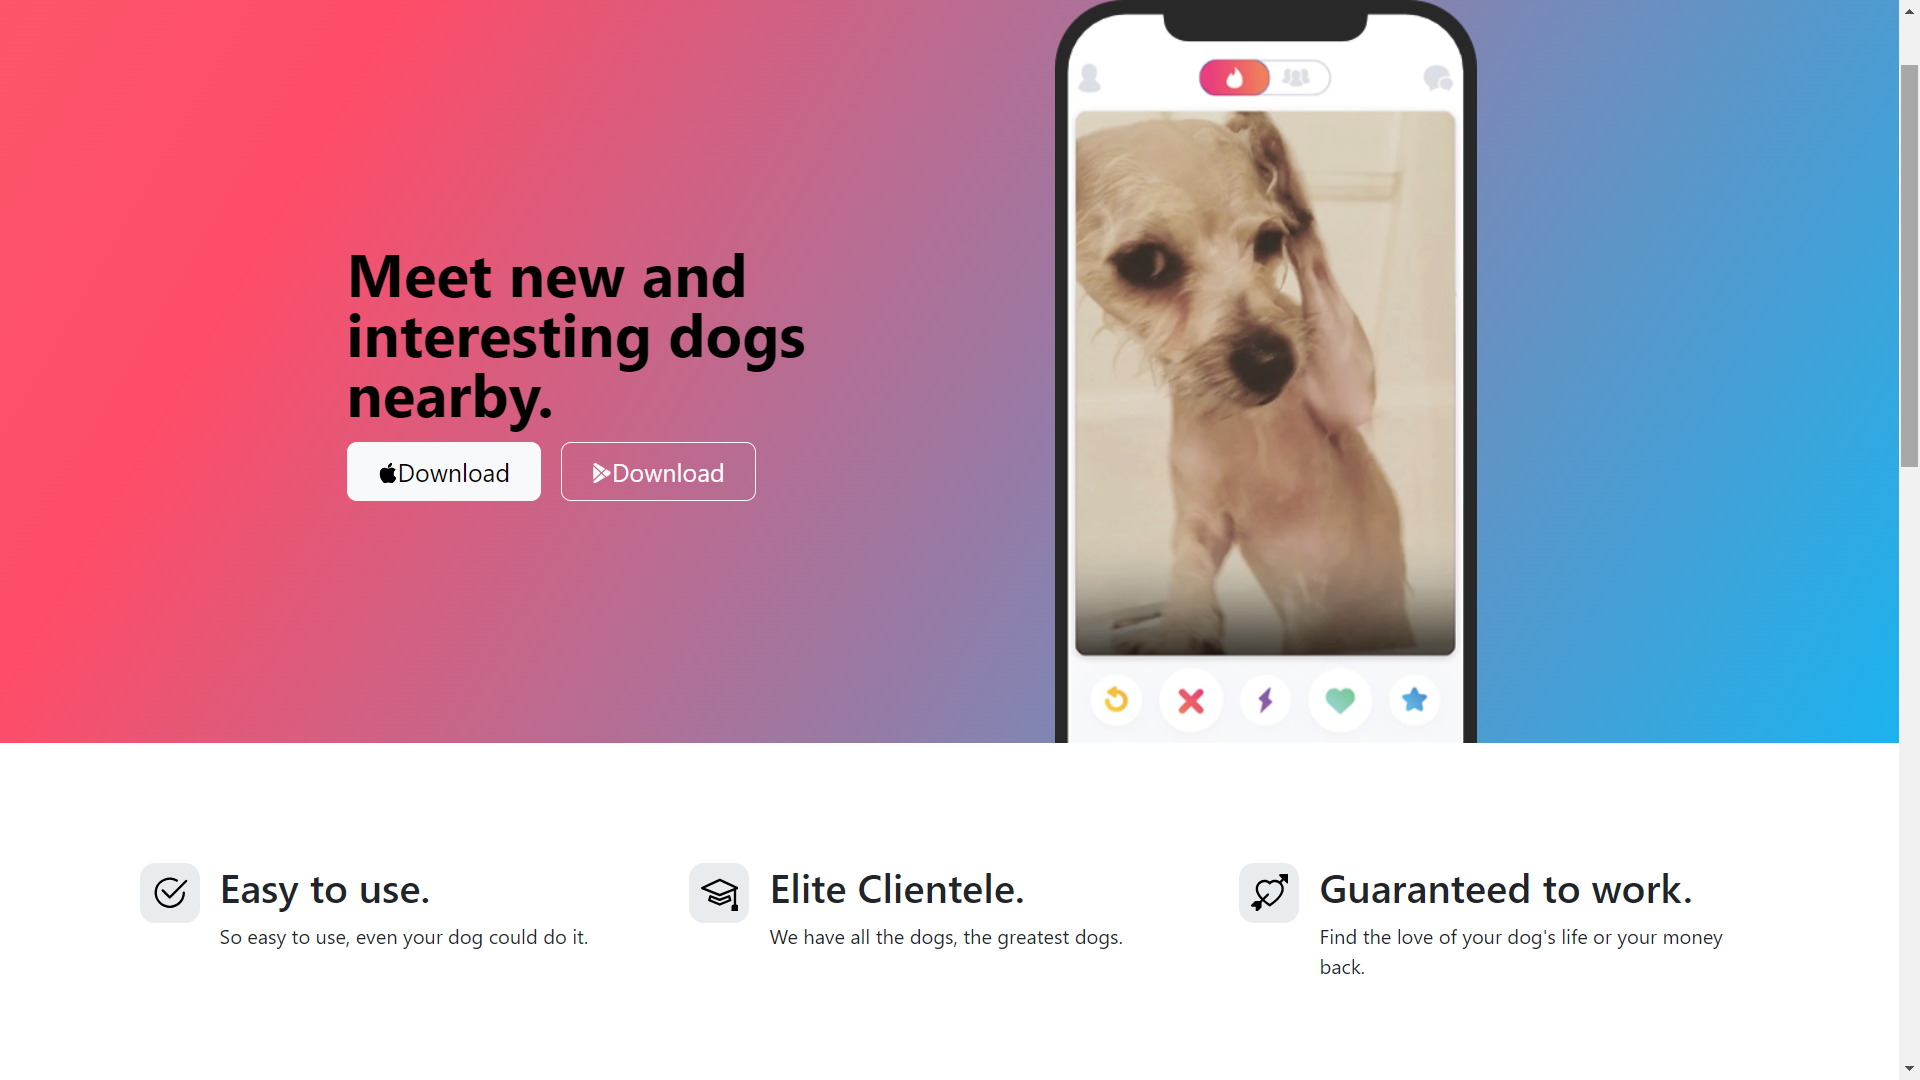 Meet new and
interesting dogs
nearby.
Download
Download
Easy to use.
So easy to use, even your dog could do it.
Elite Clientele.
We have all the dogs, the greatest dogs.
Guaranteed to work.
Find the love of your dog's life or your money
back.